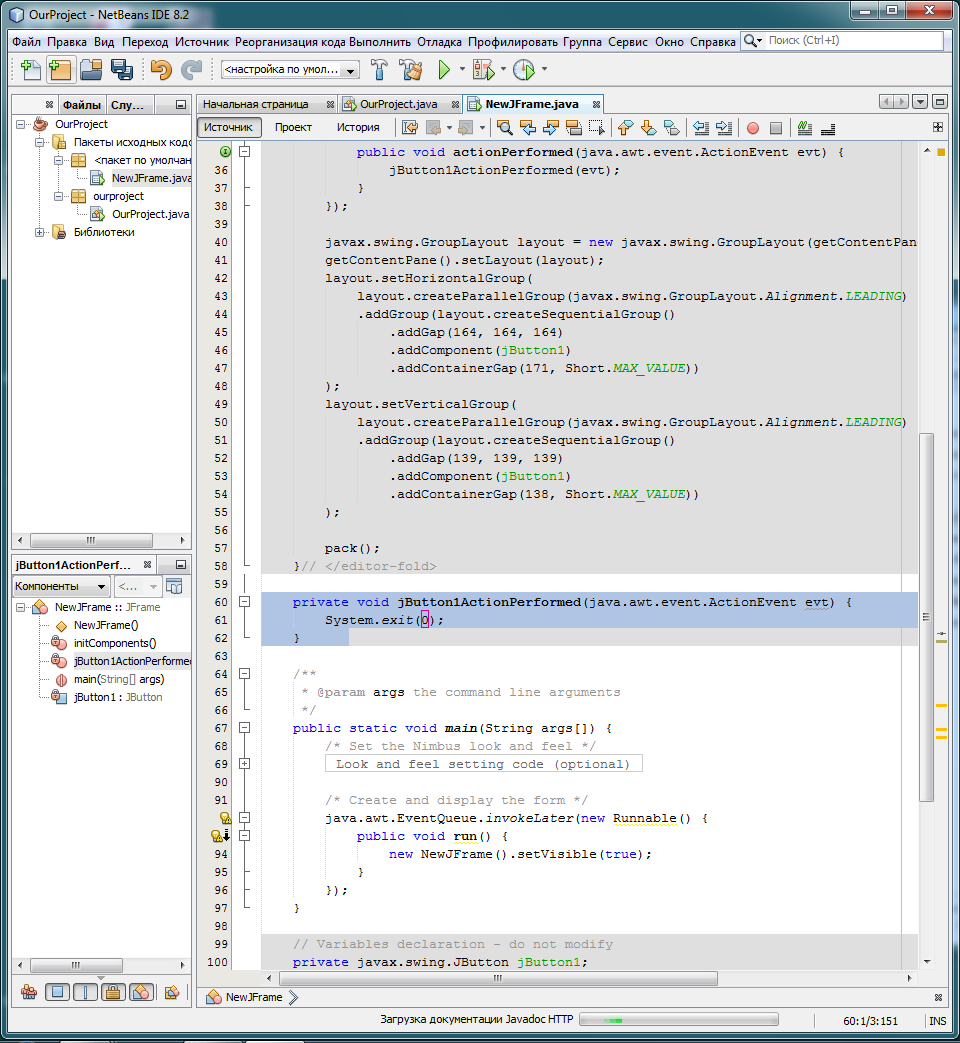 OurProject - NetBeans IDE 8.2
Файл Правка Вид Переход Источник Реорганизация кода Выполнить Отладка Профилировать Группа Сервис Окно Справка Поиск (Ctrl+I)
<настройка по умол...
Файлы Слу...
OurProject
Пакеты исходных кодо
<пакет по умолчан
NewJFrame.java
ourproject
OurProject.java
Библиотеки
jButton1ActionPerf...
Компоненты <...
NewJFrame :: JFrame
NewJFrame()
initComponents()
jButton1ActionPerformed
main(String[] args)
jButton1 : JButton
Начальная страница OurProject.java NewJFrame.java
Источник Проект История
public void actionPerformed(java.awt.event.ActionEvent evt) {
36 jButton1ActionPerformed(evt);
37 }
38 });
39
40 javax.swing.GroupLayout layout = new javax.swing.GroupLayout(getContentPan
41 getContentPane().setLayout(layout);
42 layout.setHorizontalGroup(
43 layout.createParallelGroup(javax.swing.GroupLayout.Alignment.LEADING)
44 .addGroup(layout.createSequentialGroup()
45 .addGap(164, 164, 164)
46 .addComponent(jButton1)
47 .addContainerGap(171, Short.MAX_VALUE))
48 );
49 layout.setVerticalGroup(
50 layout.createParallelGroup(javax.swing.GroupLayout.Alignment.LEADING)
51 .addGroup(layout.createSequentialGroup()
52 .addGap(139, 139, 139)
53 .addComponent(jButton1)
54 .addContainerGap(138, Short.MAX_VALUE))
55 );
56
57 pack();
58 }// </editor-fold>
59
60 private void jButton1ActionPerformed(java.awt.event.ActionEvent evt) {
61 System.exit(0);
62 }
63
64 /**
65 * @param args the command line arguments
66 */
67 public static void main(String args[]) {
68 /* Set the Nimbus look and feel */
69 Look and feel setting code (optional)
90
91 /* Create and display the form */
java.awt.EventQueue.invokeLater(new Runnable() {
public void run() {
94 new NewJFrame().setVisible(true);
95 }
96 });
97 }
98
99 // Variables declaration - do not modify
100 private javax.swing.JButton jButton1;
NewJFrame
Загрузка документации Javadoc HTTP
60:1/3:151 INS